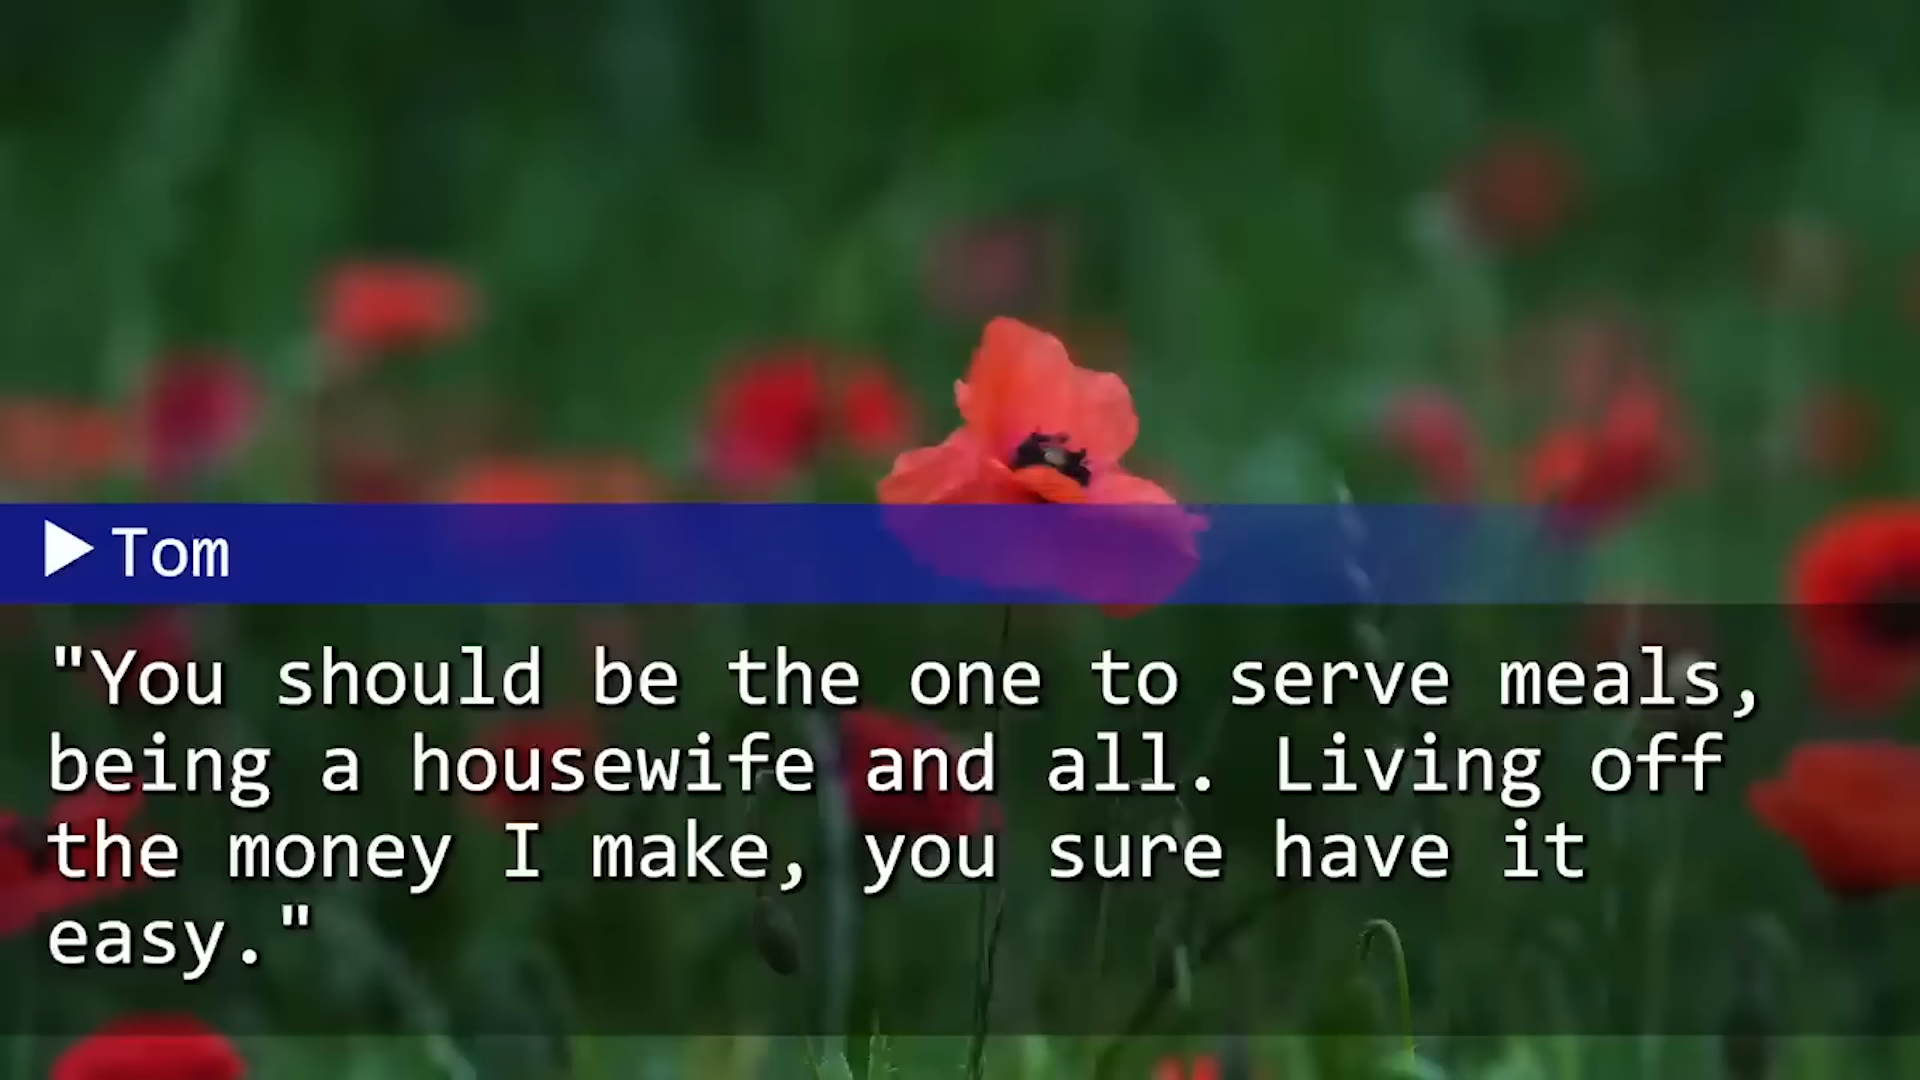 Tom
"You should be the one to serve meals,
being a housewife and all. Living off
the money I make, you sure have it
easy."